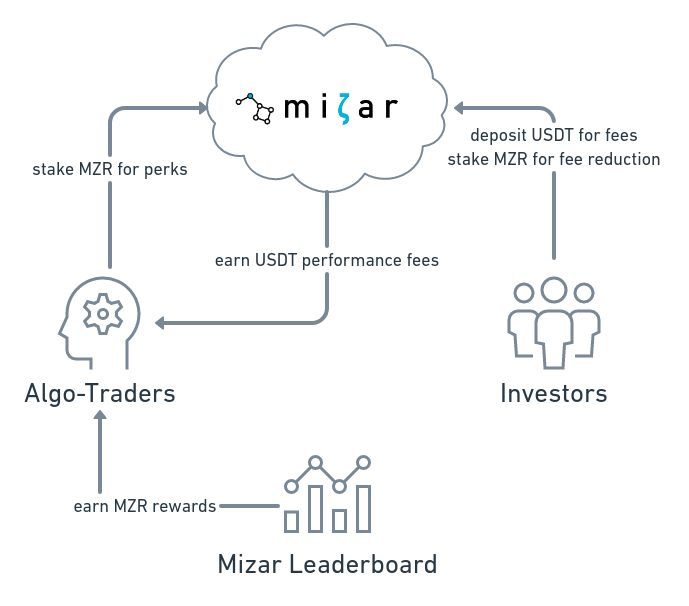 miζar
deposit USDT for fees
stake MZR for fee reduction
stake MZR for perks
earn USDT performance fees
Algo-Traders
Investors
earn MZR rewards
Mizar Leaderboard